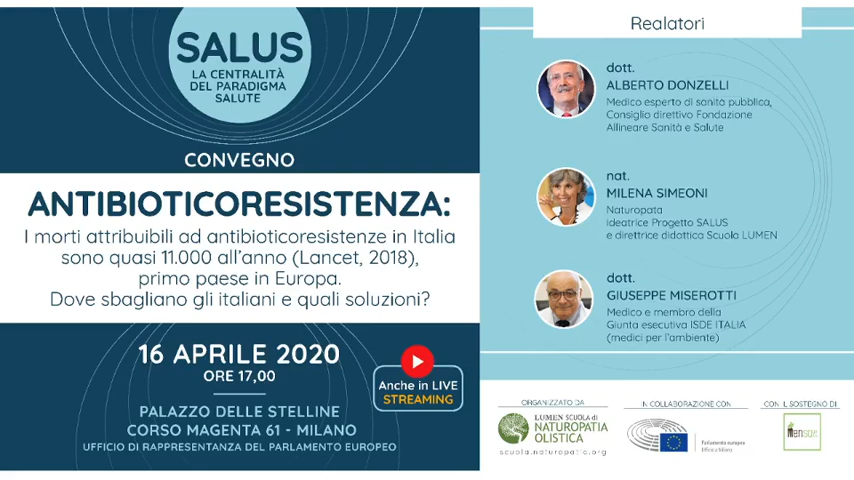 SALUS
LA CENTRALITÀ
DEL PARADIGMA
SALUTE
CONVEGNO
ANTIBIOTICORESISTENZA:
I morti attribuibili ad antibioticoresistenze in Italia
sono quasi 11.000 all'anno (Lancet, 2018),
primo paese in Europa.
Dove sbagliano gli italiani e quali soluzioni?
16 APRILE 2020
ORE 17,00
PALAZZO DELLE STELLINE
CORSO MAGENTA 61 - MILANO
UFFICIO DI RAPPRESENTANZA DEL PARLAMENTO EUROPEO
Anche in LIVE
STREAMING
Realatori
dott.
ALBERTO DONZELLI
Medico esperto di sanità pubblica,
Consiglio direttivo Fondazione
Allineare Sanità e Salute
nat.
MILENA SIMEONI
Naturopata
Ideatrice Progetto SALUS
e direttrice didattica Scuola LUMEN
dott.
GIUSEPPE MISEROTTI
Medico e membro della
Giunta esecutiva ISDE ITALIA
(medici per l'ambiente)
ORGANIZZATO DA
LUMEN SCUOLA di
NATUROPATIA
OLISTICA
scuola.naturopatia.org
IN COLLABORAZIONE CON
Parlamento europeo
Ufficio a Milano
CON IL SOSTEGNO DI